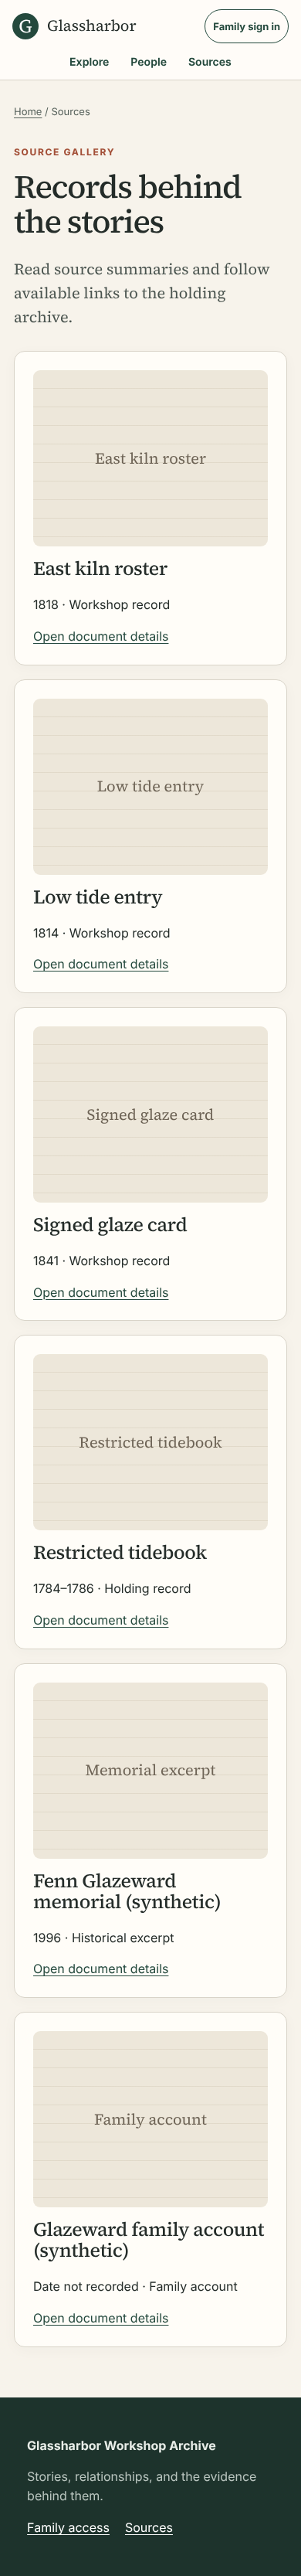 G Glassharbor
Family sign in
Explore People Sources
Home / Sources
SOURCE GALLERY
Records behind
the stories
Read source summaries and follow
available links to the holding
archive.
East kiln roster
East kiln roster
1818 · Workshop record
Open document details
Low tide entry
Low tide entry
1814 · Workshop record
Open document details
Signed glaze card
Signed glaze card
1841 · Workshop record
Open document details
Restricted tidebook
Restricted tidebook
1784–1786 · Holding record
Open document details
Memorial excerpt
Fenn Glazeward
memorial (synthetic)
1996 · Historical excerpt
Open document details
Family account
Glazeward family account
(synthetic)
Date not recorded · Family account
Open document details
Glassharbor Workshop Archive
Stories, relationships, and the evidence
behind them.
Family access Sources